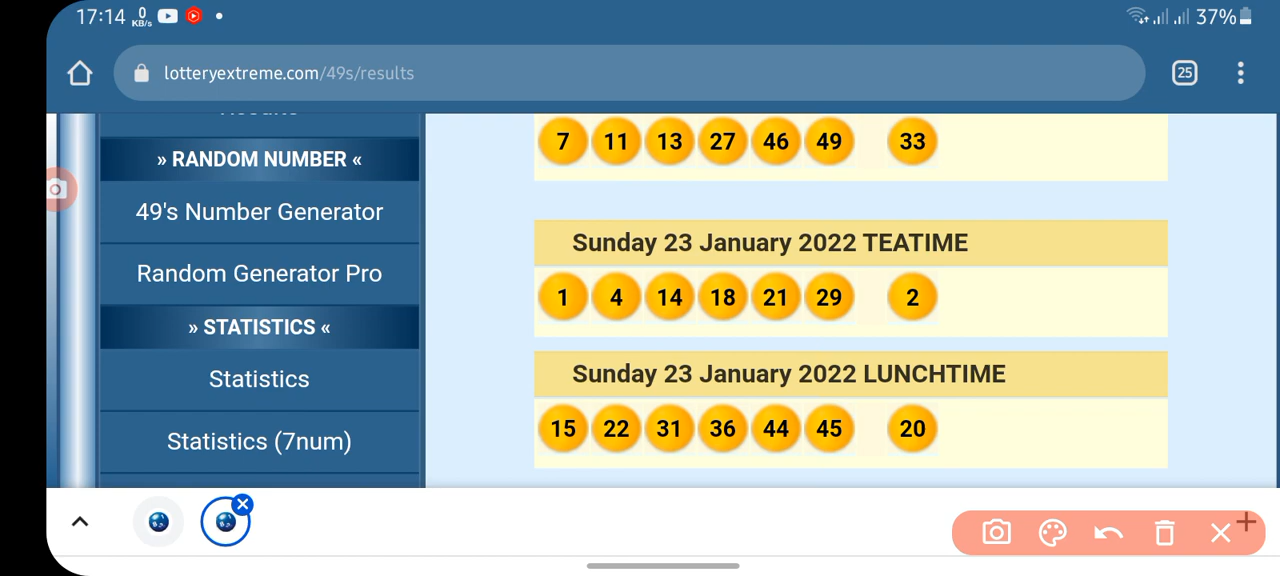 17:14 0 KB/s 37%
lotteryextreme.com/49s/results 25
Results
» RANDOM NUMBER «
49's Number Generator
Random Generator Pro
» STATISTICS «
Statistics
Statistics (7num)
7 11 13 27 46 49 33
Sunday 23 January 2022 TEATIME
1 4 14 18 21 29 2
Sunday 23 January 2022 LUNCHTIME
15 22 31 36 44 45 20